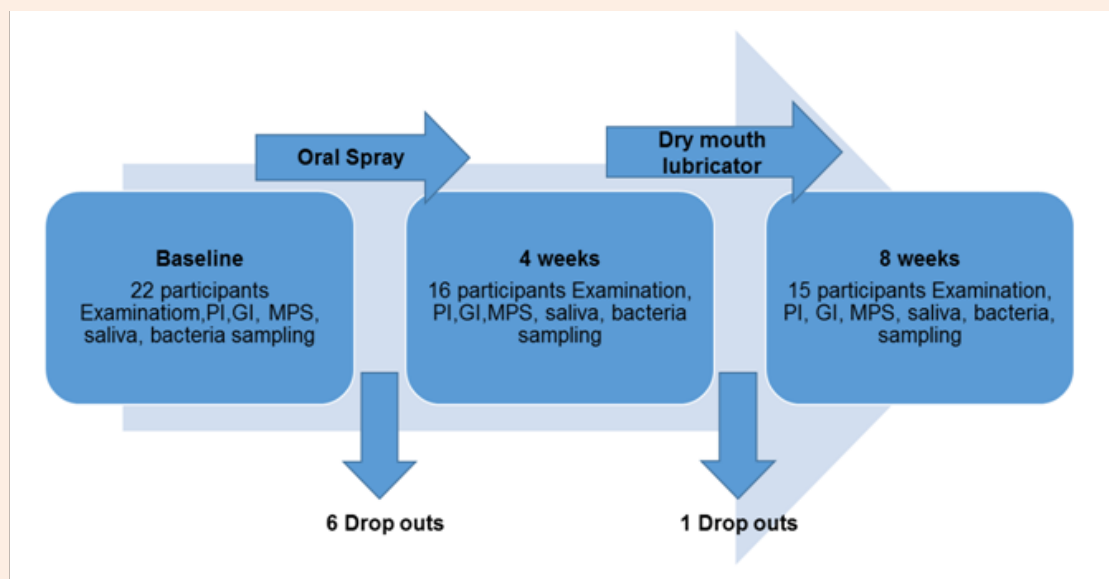 Oral Spray
Dry mouth
lubricator
Baseline
22 participants
Examinatiom,PI,GI, MPS,
saliva, bacteria sampling
4 weeks
16 participants Examination,
PI,GI,MPS, saliva, bacteria
sampling
8 weeks
15 participants Examination,
PI, GI, MPS, saliva, bacteria,
sampling
6 Drop outs
1 Drop outs